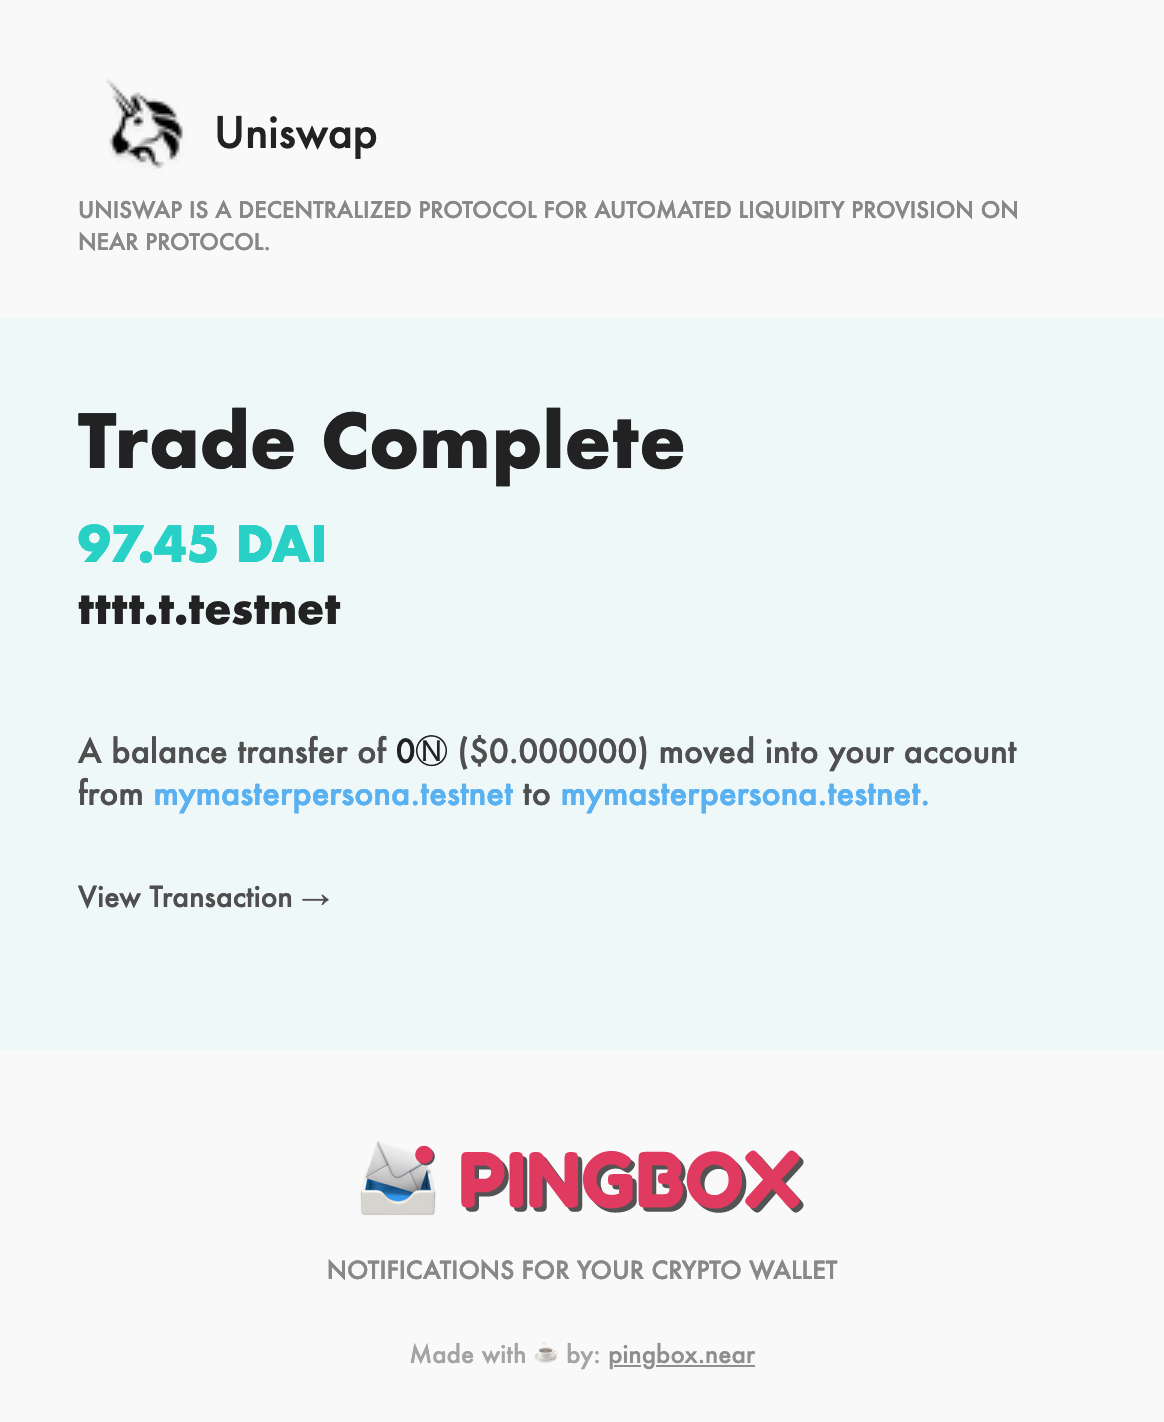 Uniswap
UNISWAP IS A DECENTRALIZED PROTOCOL FOR AUTOMATED LIQUIDITY PROVISION ON
NEAR PROTOCOL.
Trade Complete
97.45 DAI
tttt.t.testnet
A balance transfer of 0Ⓝ ($0.000000) moved into your account
from mymasterpersona.testnet to mymasterpersona.testnet.
View Transaction →
PINGBOX
NOTIFICATIONS FOR YOUR CRYPTO WALLET
Made with ☕ by: pingbox.near